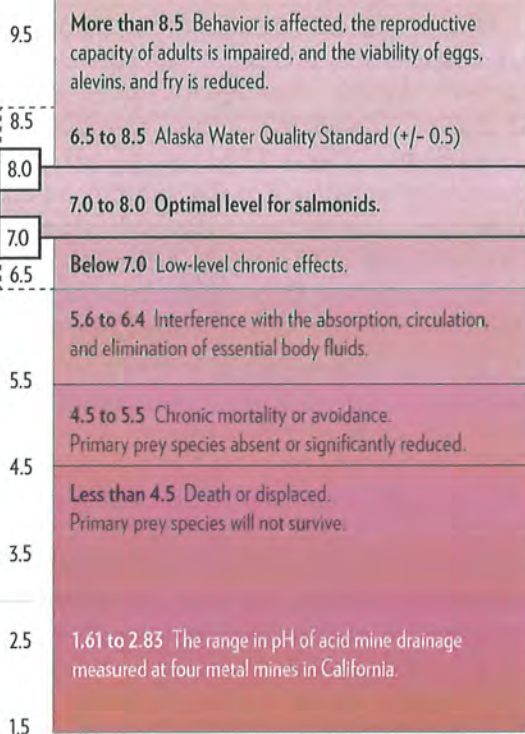 9.5
More than 8.5 Behavior is affected, the reproductive
capacity of adults is impaired, and the viability of eggs,
alevins, and fry is reduced.
8.5
6.5 to 8.5 Alaska Water Quality Standard (+/– 0.5)
8.0
7.0 to 8.0 Optimal level for salmonids.
7.0
Below 7.0 Low-level chronic effects.
6.5
5.6 to 6.4 Interference with the absorption, circulation,
and elimination of essential body fluids.
5.5
4.5 to 5.5 Chronic mortality or avoidance.
Primary prey species absent or significantly reduced.
4.5
Less than 4.5 Death or displaced.
Primary prey species will not survive.
3.5
2.5
1.61 to 2.83 The range in pH of acid mine drainage
measured at four metal mines in California.
1.5